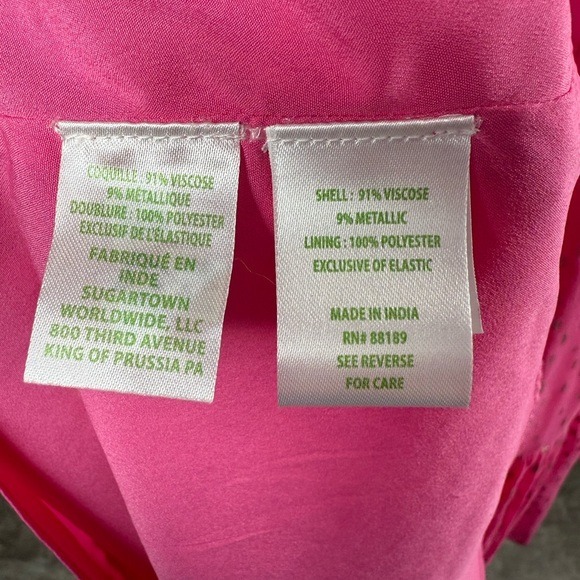 COQUILLE : 91% VISCOSE
9% METALLIQUE
DOUBLURE : 100% POLYESTER
EXCLUSIF DE L'ÉLASTIQUE
FABRIQUÉ EN
INDE
SUGARTOWN
WORLDWIDE, LLC
800 THIRD AVENUE
KING OF PRUSSIA PA
SHELL : 91% VISCOSE
9% METALLIC
LINING : 100% POLYESTER
EXCLUSIVE OF ELASTIC
MADE IN INDIA
RN# 88189
SEE REVERSE
FOR CARE